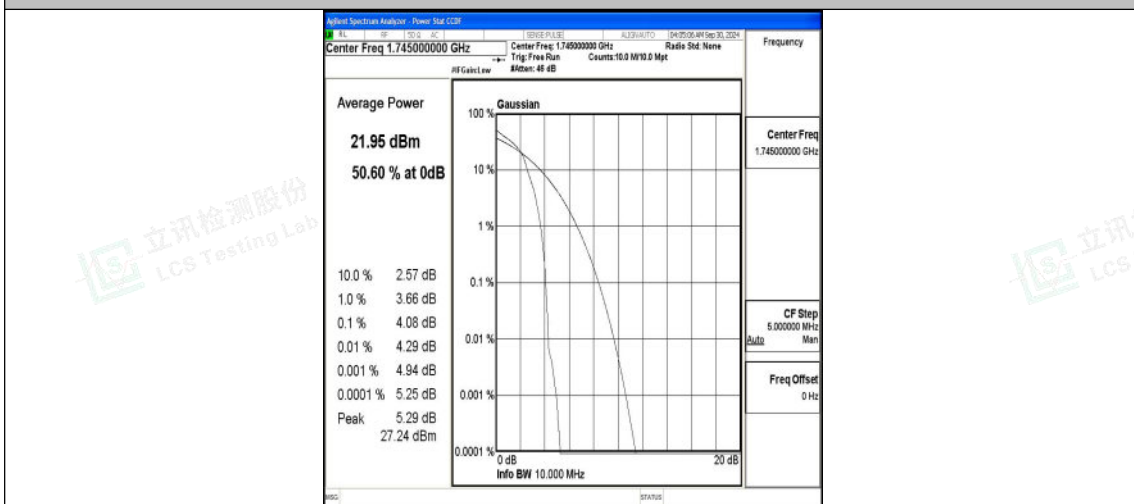 Agilent Spectrum Analyzer - Power Stat CCDF
RL RF 50 Ω AC SENSE:PULSE ALIGNAUTO 04:05:06 AM Sep 30, 2024
Center Freq 1.745000000 GHz
Center Freq: 1.745000000 GHz Radio Std: None
Trig: Free Run Counts:10.0 M/10.0 Mpt
#IFGain:Low #Atten: 46 dB
Frequency
Average Power
21.95 dBm
50.60 % at 0dB
10.0 % 2.57 dB
1.0 % 3.66 dB
0.1 % 4.08 dB
0.01 % 4.29 dB
0.001 % 4.94 dB
0.0001 % 5.25 dB
Peak 5.29 dB
27.24 dBm
Gaussian
100 %
10 %
1 %
0.1 %
0.01 %
0.001 %
0.0001 %
0 dB 20 dB
Info BW 10.000 MHz
Center Freq
1.745000000 GHz
CF Step
5.000000 MHz
Auto Man
Freq Offset
0 Hz
MSG STATUS
立讯检测股份
LCS Testing Lab
立讯
LCS